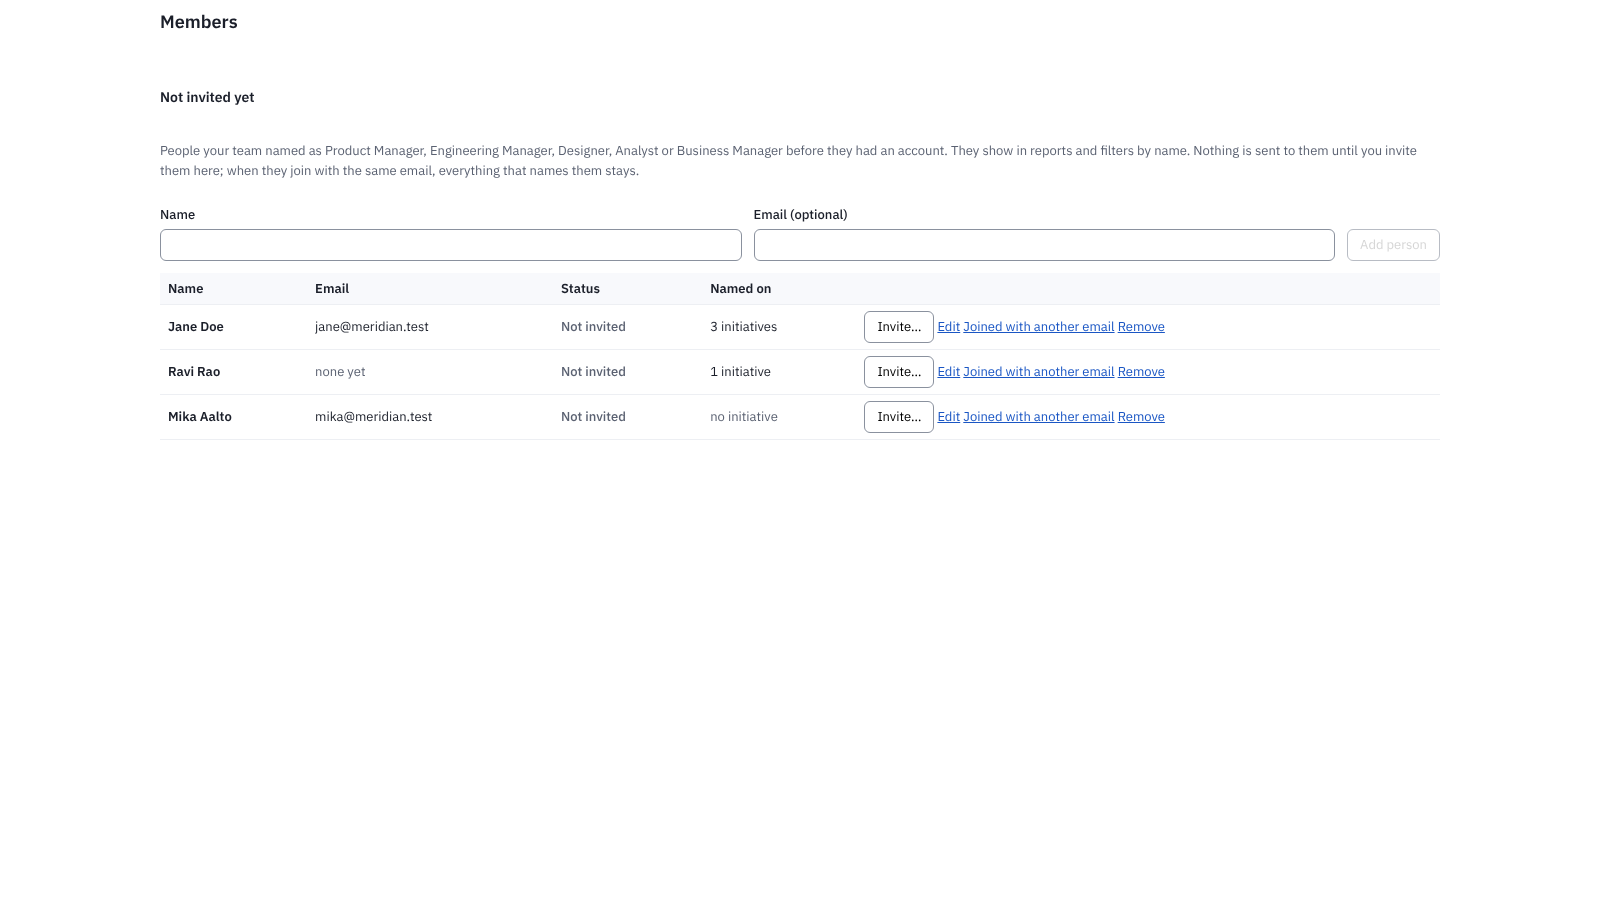 Members
Not invited yet
People your team named as Product Manager, Engineering Manager, Designer, Analyst or Business Manager before they had an account. They show in reports and filters by name. Nothing is sent to them until you invite
them here; when they join with the same email, everything that names them stays.
Name Email (optional)
Add person
Name Email Status Named on
Jane Doe jane@meridian.test Not invited 3 initiatives Invite... Edit Joined with another email Remove
Ravi Rao none yet Not invited 1 initiative Invite... Edit Joined with another email Remove
Mika Aalto mika@meridian.test Not invited no initiative Invite... Edit Joined with another email Remove